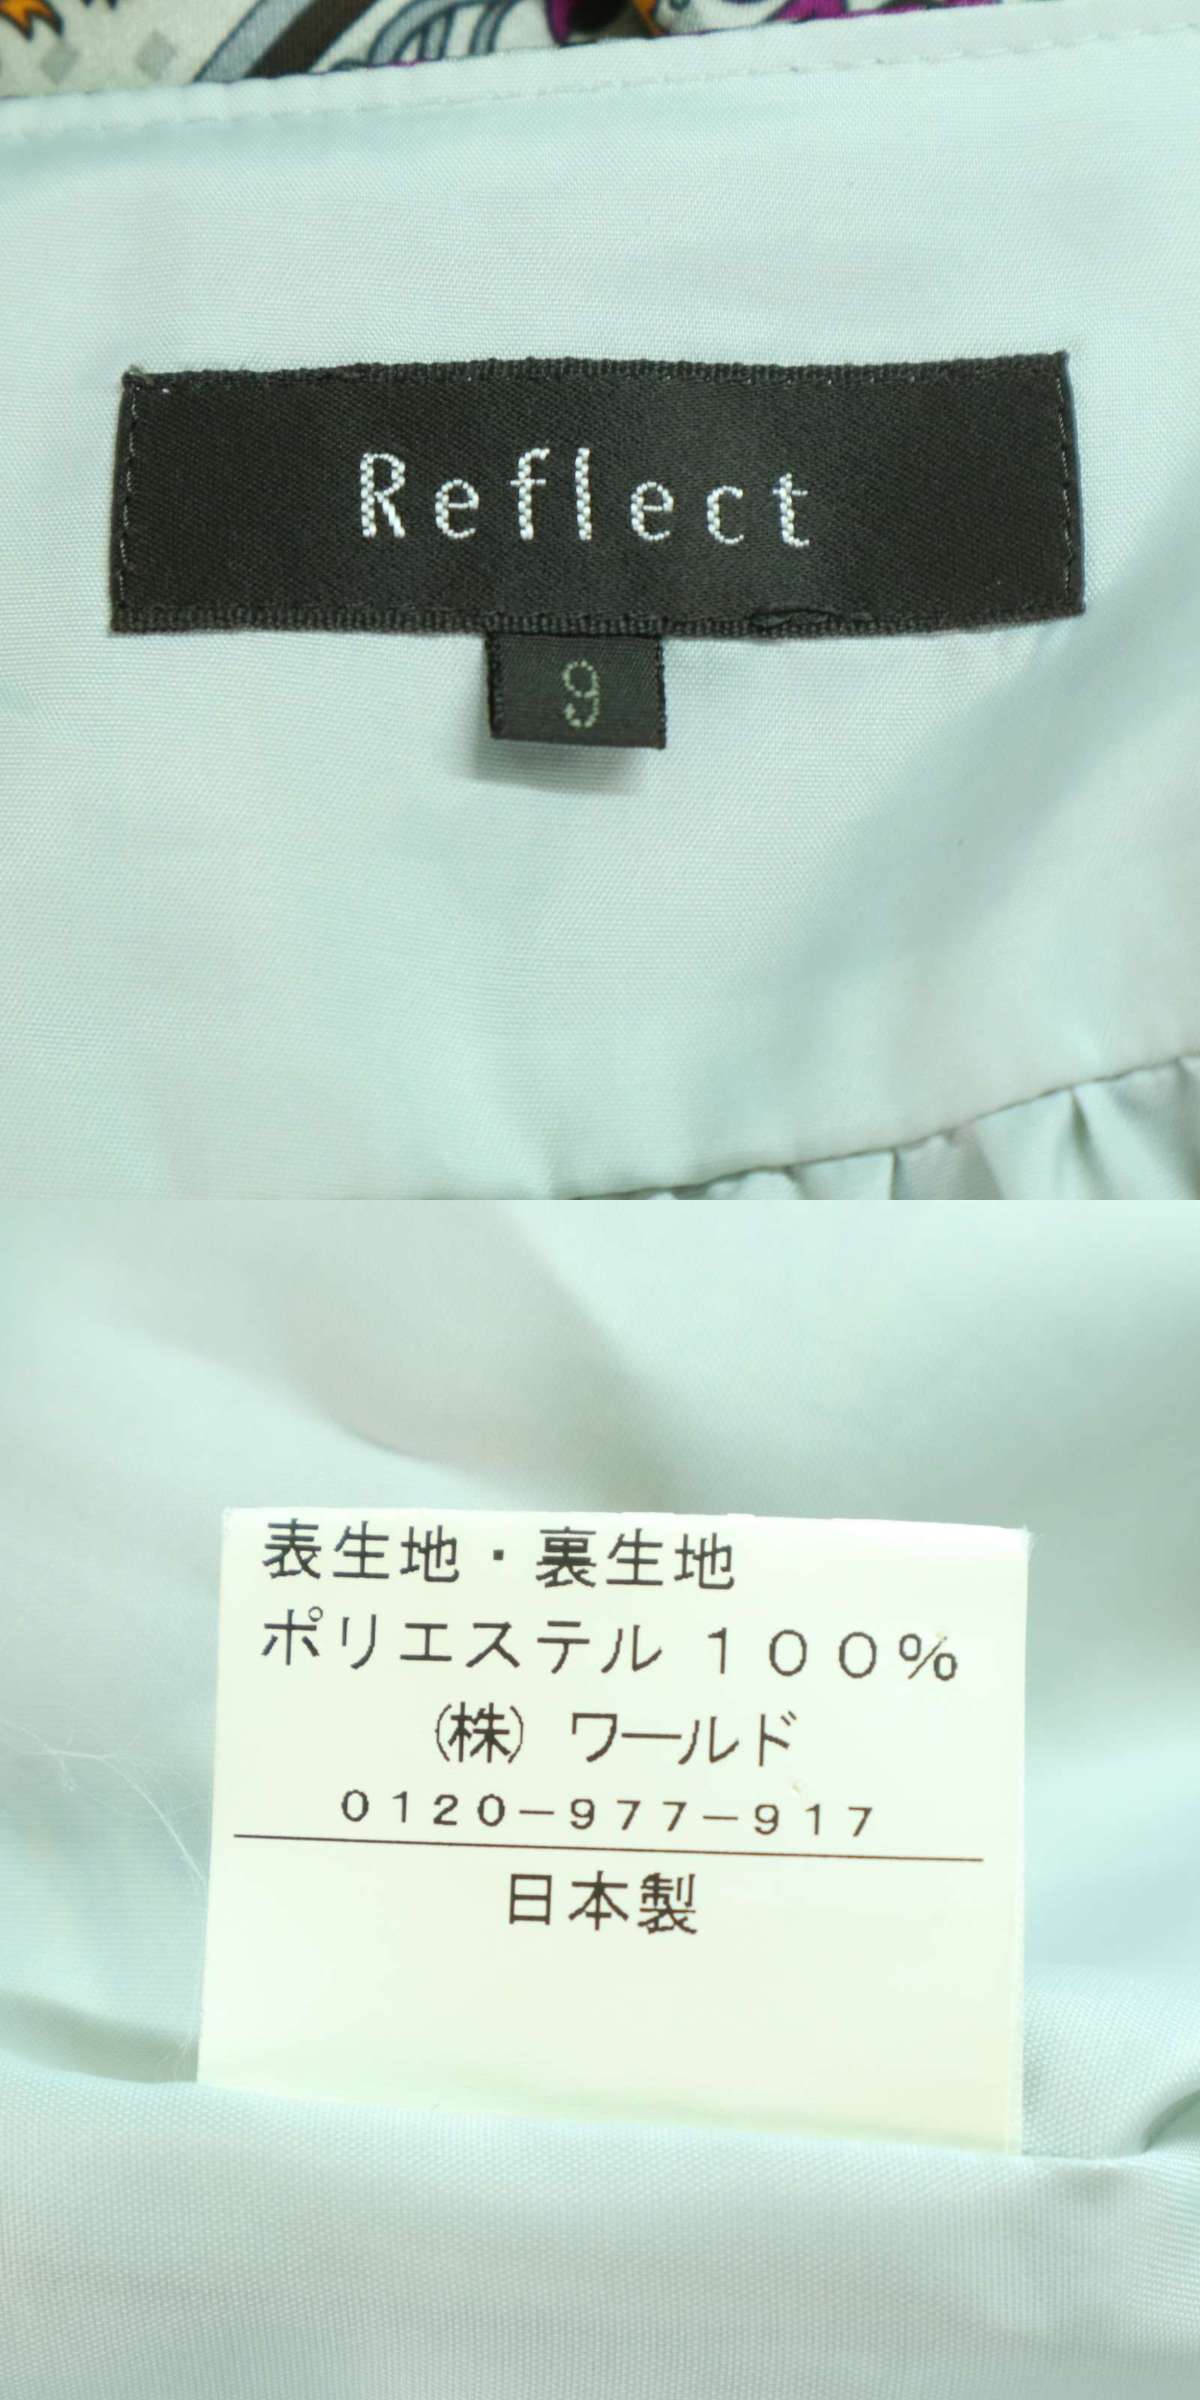 Reflect
9
表生地・裏生地
ポリエステル 100%
(株) ワールド
0120-977-917
日本製